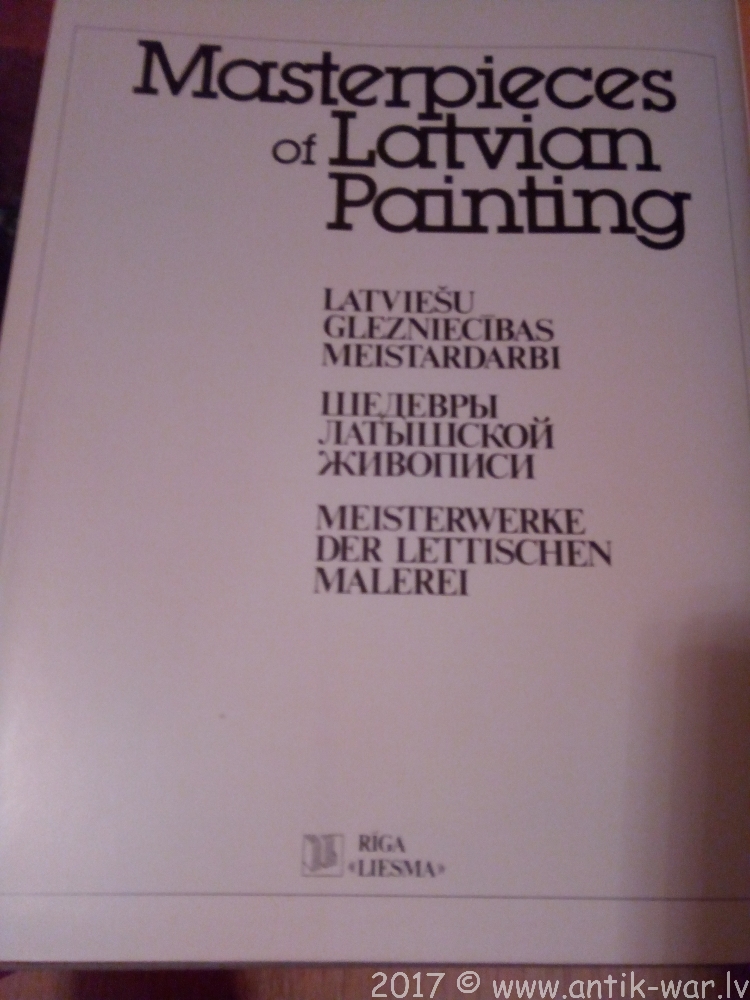 Masterpieces
of Latvian
Painting
LATVIEŠU
GLEZNIECĪBAS
MEISTARDARBI
ШЕДЕВРЫ
ЛАТЫШСКОЙ
ЖИВОПИСИ
MEISTERWERKE
DER LETTISCHEN
MALEREI
RĪGA
«LIESMA»
2017 © www.antik-war.lv